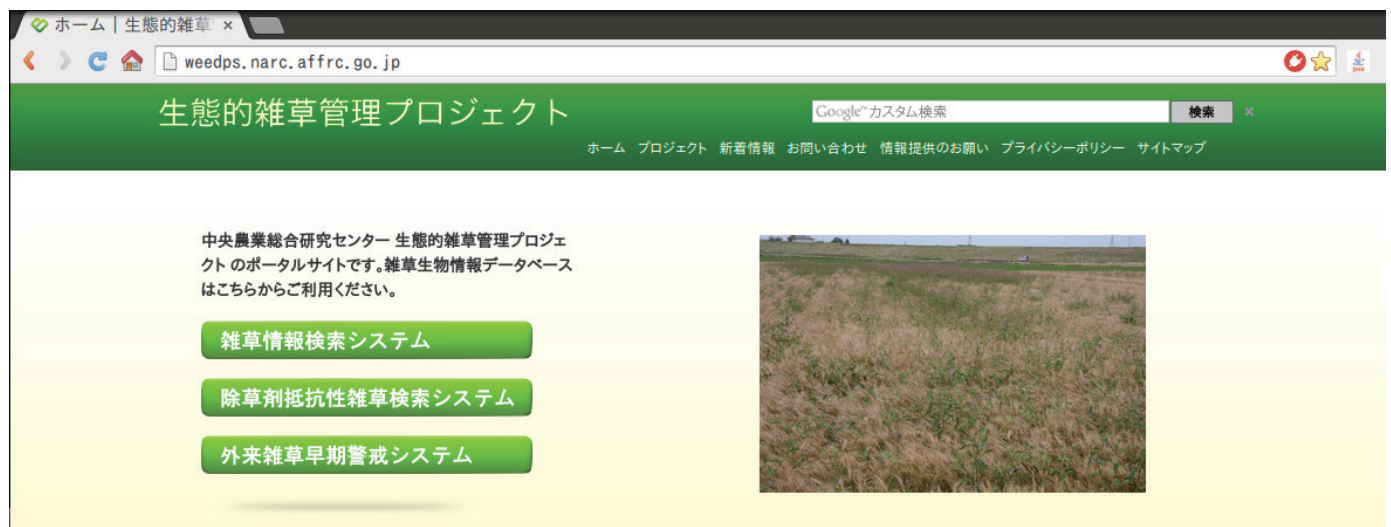 ホーム | 生態的雑草
weedps.narc.affrc.go.jp
生態的雑草管理プロジェクト
Google™カスタム検索
検索
ホーム プロジェクト 新着情報 お問い合わせ 情報提供のお願い プライバシーポリシー サイトマップ
中央農業総合研究センター 生態的雑草管理プロジェ
クト のポータルサイトです。雑草生物情報データベース
はこちらからご利用ください。
雑草情報検索システム
除草剤抵抗性雑草検索システム
外来雑草早期警戒システム